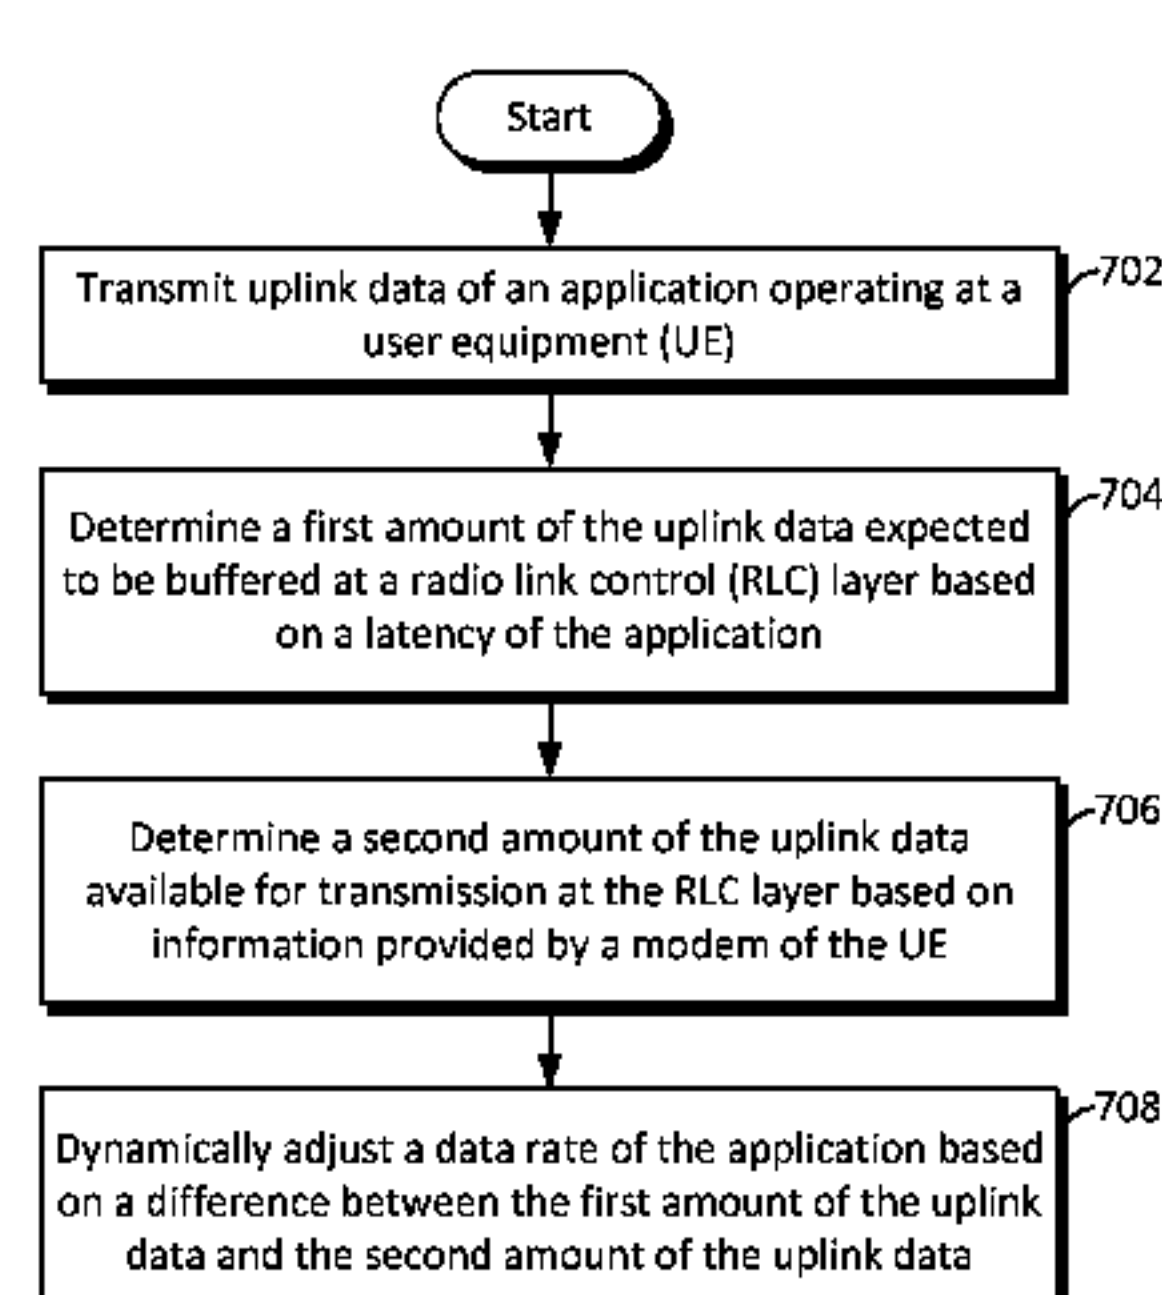 Start
Transmit uplink data of an application operating at a
user equipment (UE)
702
Determine a first amount of the uplink data expected
to be buffered at a radio link control (RLC) layer based
on a latency of the application
704
Determine a second amount of the uplink data
available for transmission at the RLC layer based on
information provided by a modem of the UE
706
Dynamically adjust a data rate of the application based
on a difference between the first amount of the uplink
data and the second amount of the uplink data
708